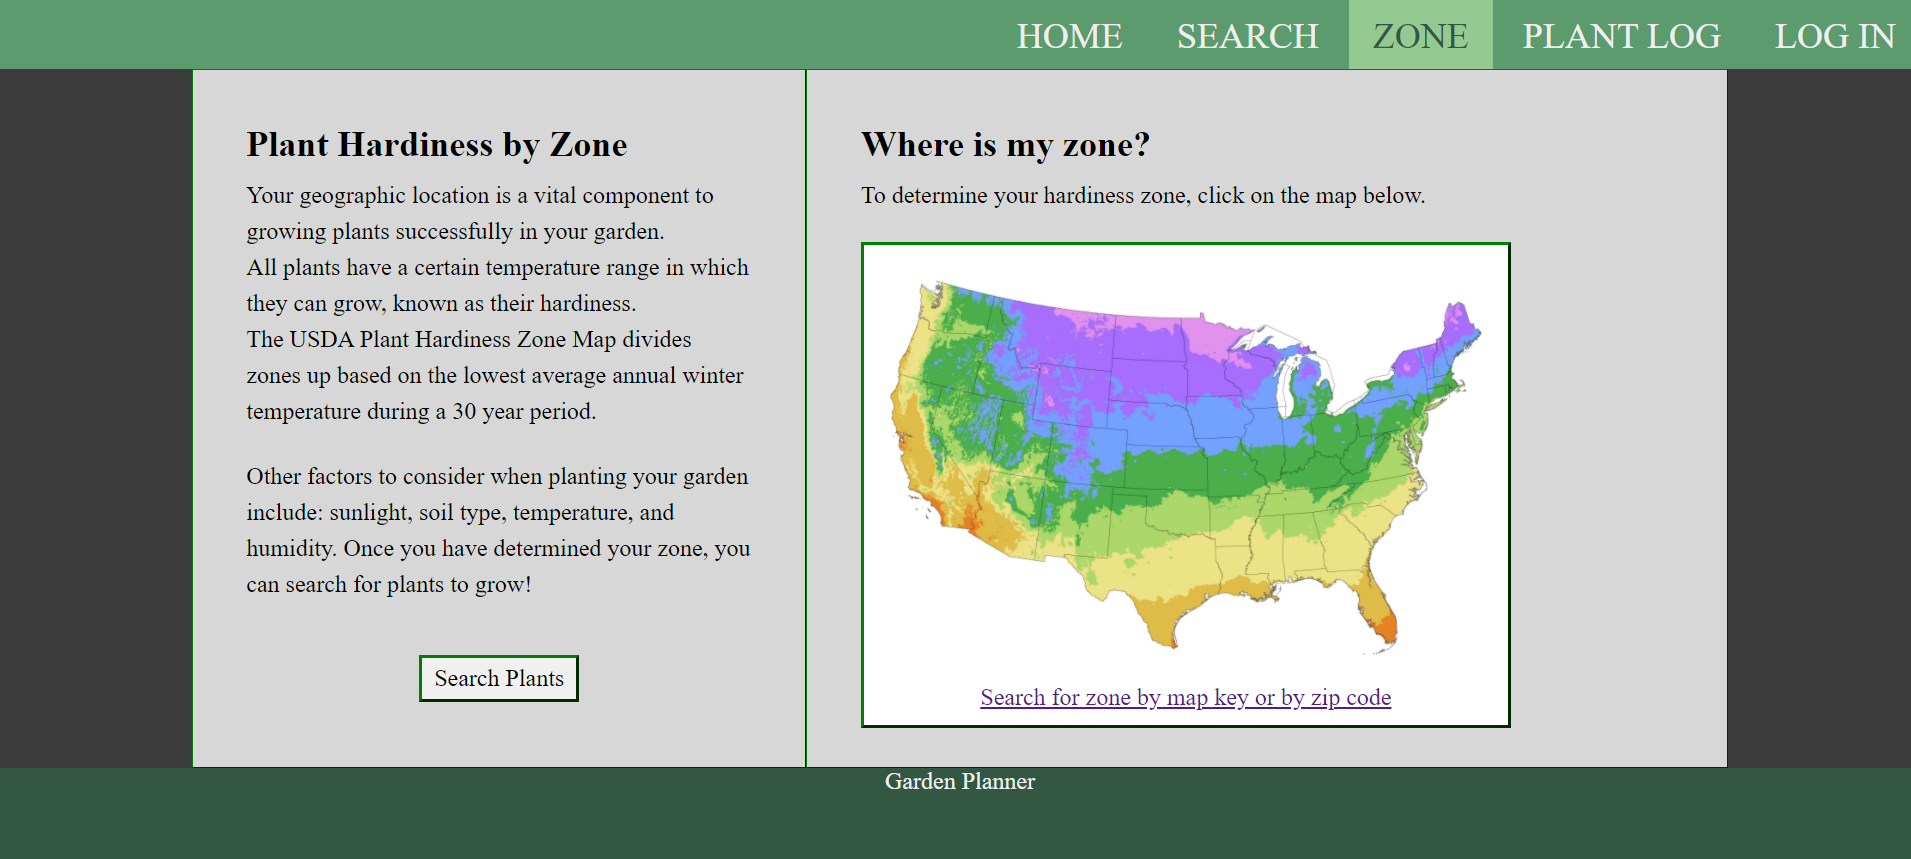 HOME SEARCH ZONE PLANT LOG LOG IN
Plant Hardiness by Zone
Your geographic location is a vital component to
growing plants successfully in your garden.
All plants have a certain temperature range in which
they can grow, known as their hardiness.
The USDA Plant Hardiness Zone Map divides
zones up based on the lowest average annual winter
temperature during a 30 year period.
Other factors to consider when planting your garden
include: sunlight, soil type, temperature, and
humidity. Once you have determined your zone, you
can search for plants to grow!
Search Plants
Where is my zone?
To determine your hardiness zone, click on the map below.
Search for zone by map key or by zip code
Garden Planner